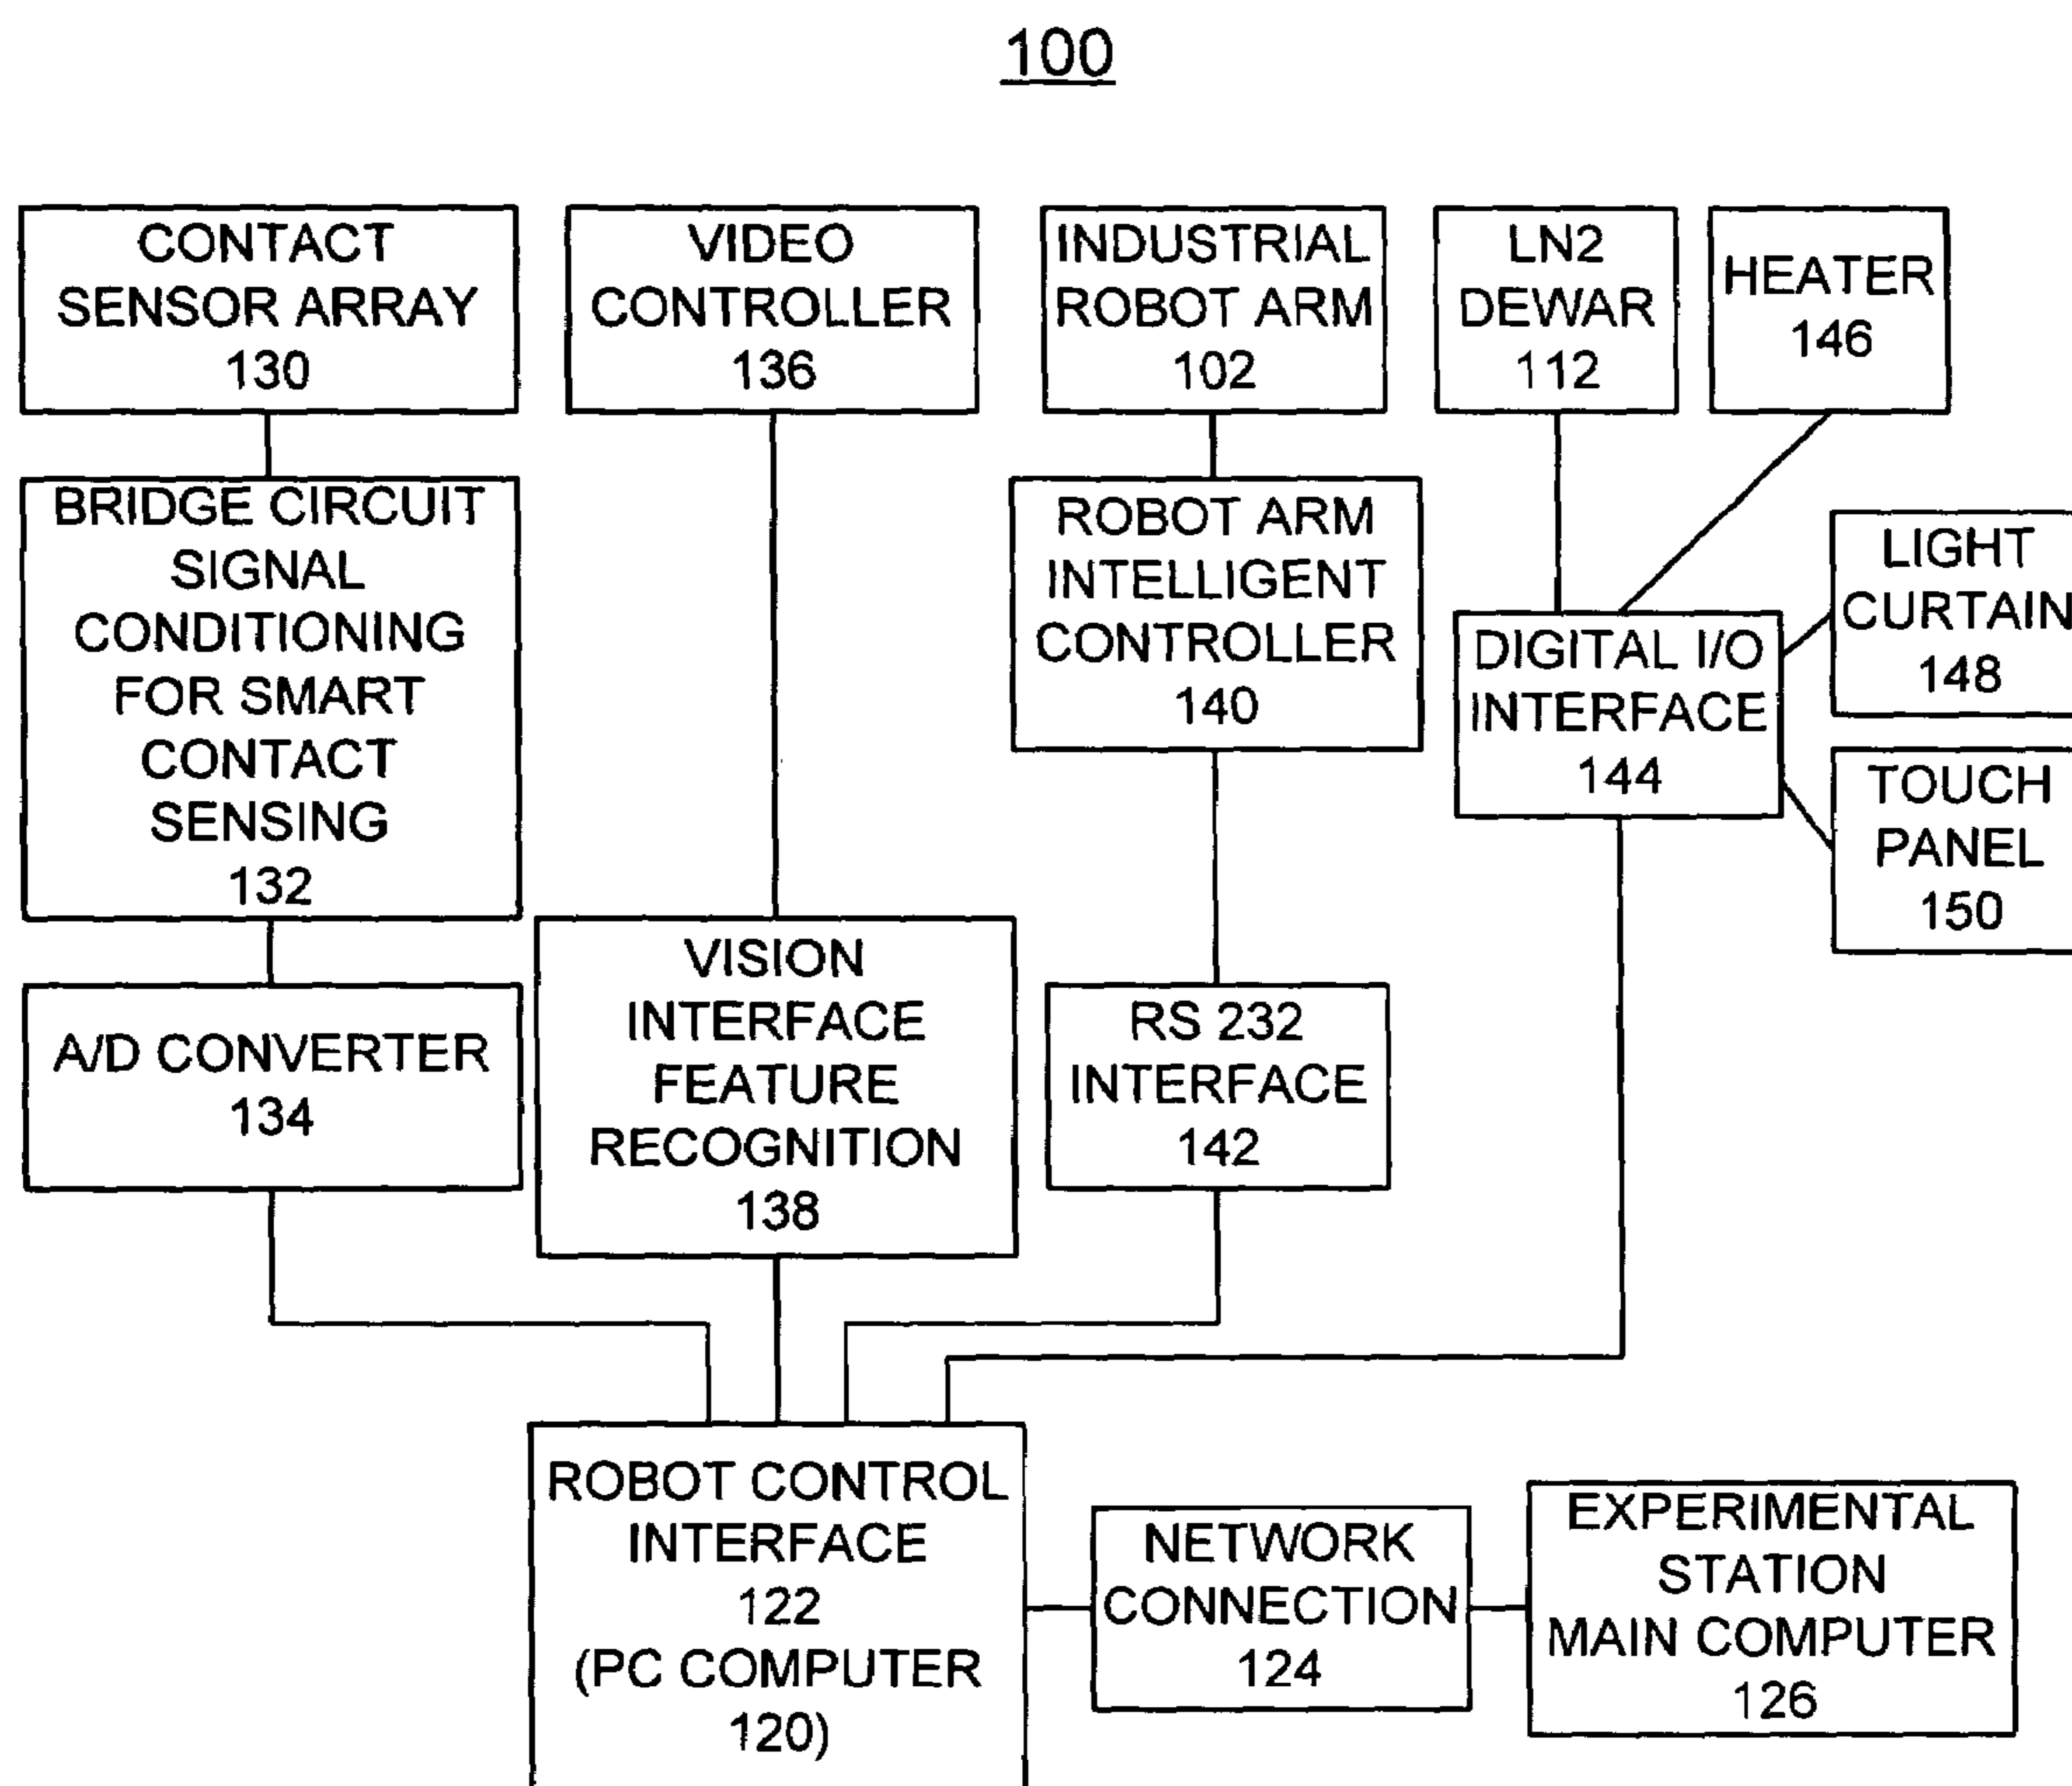 100
CONTACT
SENSOR ARRAY
130
VIDEO
CONTROLLER
136
INDUSTRIAL
ROBOT ARM
102
LN2
DEWAR
112
HEATER
146
BRIDGE CIRCUIT
SIGNAL
CONDITIONING
FOR SMART
CONTACT
SENSING
132
ROBOT ARM
INTELLIGENT
CONTROLLER
140
DIGITAL I/O
INTERFACE
144
LIGHT
CURTAIN
148
TOUCH
PANEL
150
A/D CONVERTER
134
VISION
INTERFACE
FEATURE
RECOGNITION
138
RS 232
INTERFACE
142
ROBOT CONTROL
INTERFACE
122
(PC COMPUTER
120)
NETWORK
CONNECTION
124
EXPERIMENTAL
STATION
MAIN COMPUTER
126